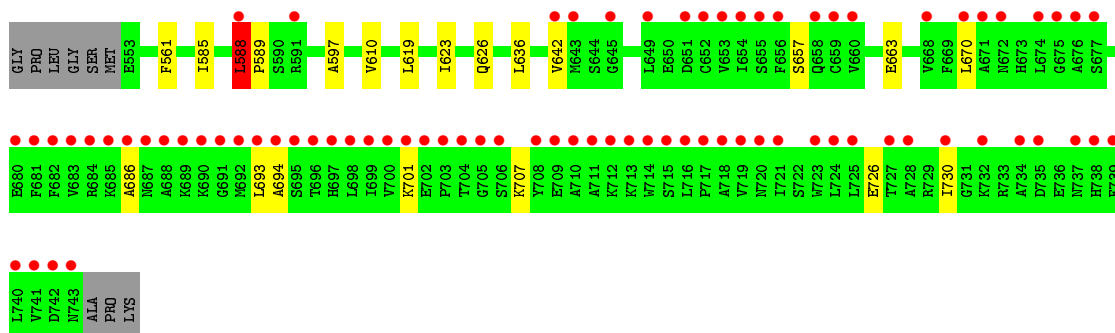 GLY PRO LEU GLY SER MET E553 F561 I585 L588 P589 S590 R591 A597 V610 L619 I623 Q626 L636 V642 M643 S644 G645 L649 E650 D651 C652 V653 I654 S655 F656 S657 Q658 C659 V660 E663 V668 F669 L670 A671 N672 H673 L674 G675 A676 S677
E680 F681 F682 V683 R684 K685 A686 N687 A688 K689 K690 G691 M692 L693 A694 S695 T696 H697 L698 I699 V700 K701 E702 P703 T704 G705 S706 K707 Y708 E709 A710 A711 K712 K713 W714 S715 L716 P717 A718 V719 N720 I721 S722 W723 L724 L725 E726 T727 A728 R729 I730 G731 K732 R733 A734 D735 E736 N737 H738
L740 V741 D742 N743 ALA PRO LYS